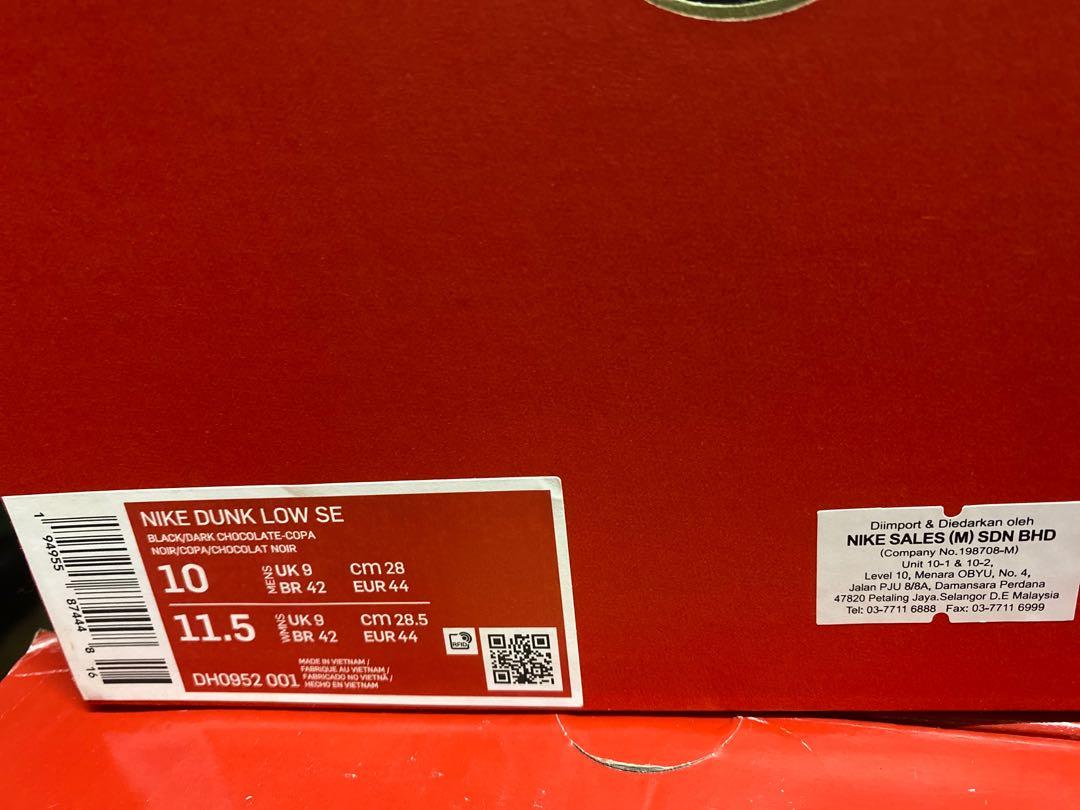 NIKE DUNK LOW SE
BLACK/DARK CHOCOLATE-COPA
NOIR/COPA/CHOCOLAT NOIR
10 MENS UK 9 cm 28
BR 42 EUR 44
11.5 WMNS UK 9 cm 28.5
BR 42 EUR 44
MADE IN VIETNAM /
FABRIQUE AU VIETNAM /
FABRICADO NO VIETNÃ /
HECHO EN VIETNAM
DH0952 001
RFID
1 94955 87444 8 16
Diimport & Diedarkan oleh
NIKE SALES (M) SDN BHD
(Company No.198708-M)
Unit 10-1 & 10-2,
Level 10, Menara OBYU, No. 4,
Jalan PJU 8/8A, Damansara Perdana
47820 Petaling Jaya.Selangor D.E Malaysia
Tel: 03-7711 6888 Fax: 03-7711 6999